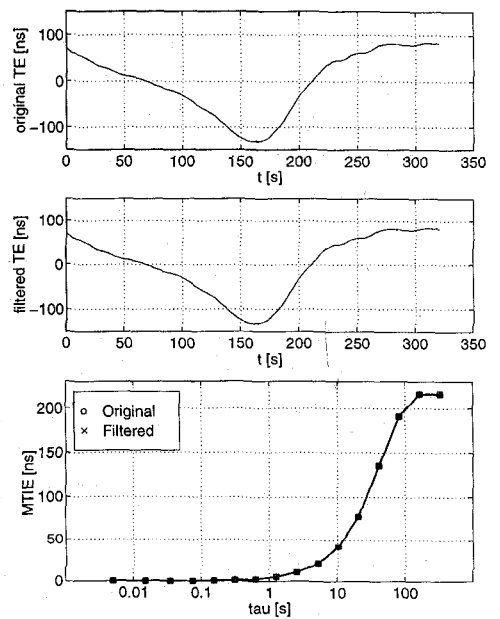 original TE [ns]
100
0
−100
0 50 100 150 200 250 300 350
t [s]
filtered TE [ns]
100
0
−100
0 50 100 150 200 250 300 350
t [s]
MTIE [ns]
200
150
100
50
0
Original
Filtered
0.01 0.1 1 10 100
tau [s]